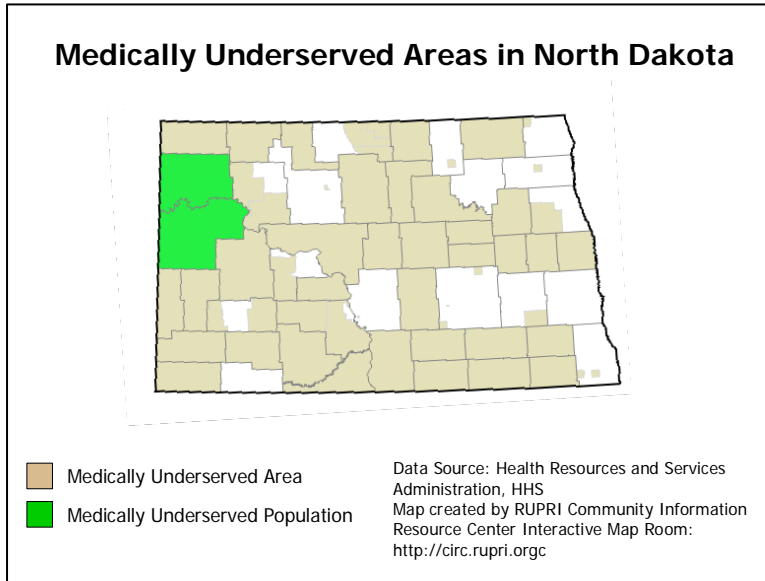 Medically Underserved Areas in North Dakota
Medically Underserved Area
Medically Underserved Population
Data Source: Health Resources and Services
Administration, HHS
Map created by RUPRI Community Information
Resource Center Interactive Map Room:
http://circ.rupri.orgc